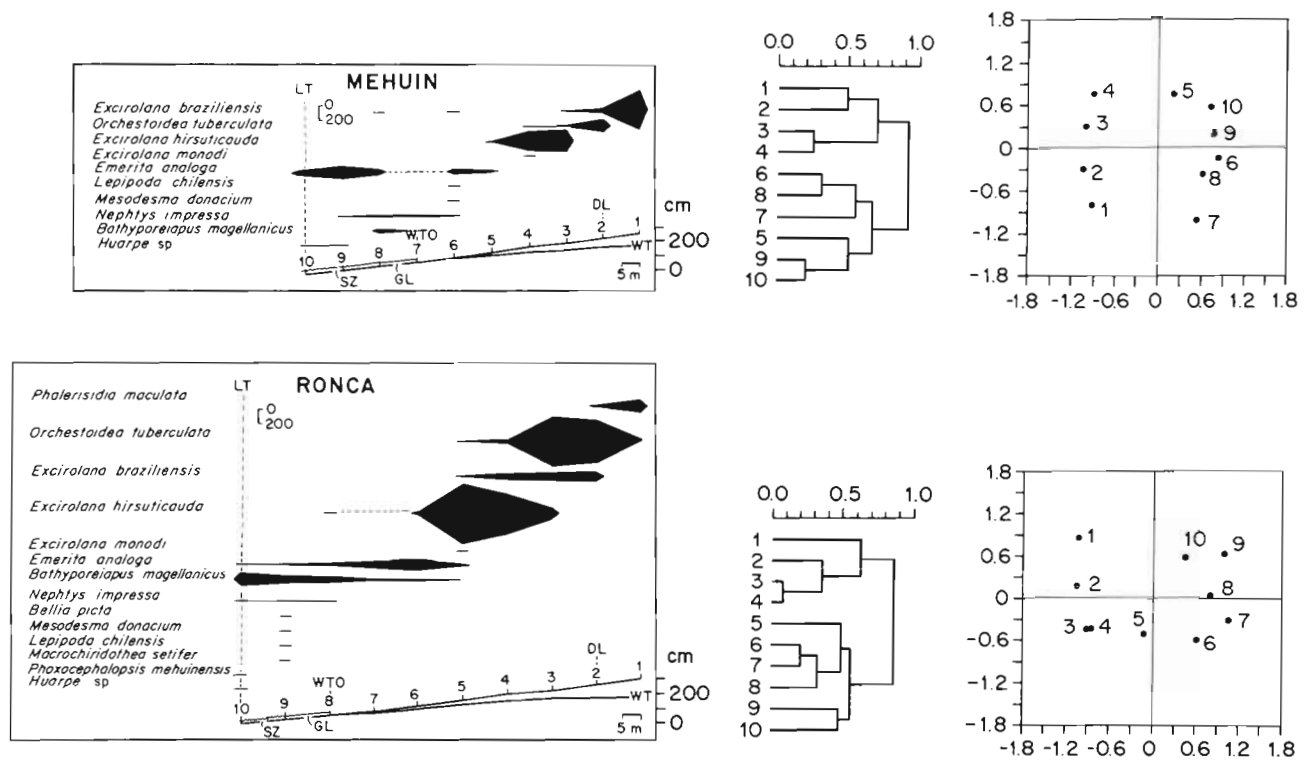 MEHUIN
LT
0
200
Excirolana braziliensis
Orchestoidea tuberculata
Excirolana hirsuticauda
Excirolana monodi
Emerita analoga
Lepipoda chilensis
Mesodesma donacium
Nephtys impressa
Bathyporeiapus magellanicus
Huarpe sp
WTO
DL
cm
200
0
10 9 8 7 6 5 4 3 2 1
WT
SZ GL
5 m
0.0 0.5 1.0
1
2
3
4
6
8
7
5
9
10
1.8
1.2
0.6
0
-0.6
-1.2
-1.8
4 5 10
3 9
2 8 6
1 7
-1.8 -1.2 -0.6 0 0.6 1.2 1.8
RONCA
LT
0
200
Phalerisidia maculata
Orchestoidea tuberculata
Excirolana braziliensis
Excirolana hirsuticauda
Excirolana monodi
Emerita analoga
Bathyporeiapus magellanicus
Nephtys impressa
Bellia picta
Mesodesma donacium
Lepipoda chilensis
Macrochiridothea setifer
Phoxocephalopsis mehuinensis
Huarpe sp
WTO
DL
cm
200
0
10 9 8 7 6 5 4 3 2 1
WT
SZ GL
5 m
0.0 0.5 1.0
1
2
3
4
5
6
7
8
9
10
1.8
1.2
0.6
0
-0.6
-1.2
-1.8
1 10 9
2 8
3 4 5 6 7
-1.8 -1.2 -0.6 0 0.6 1.2 1.8